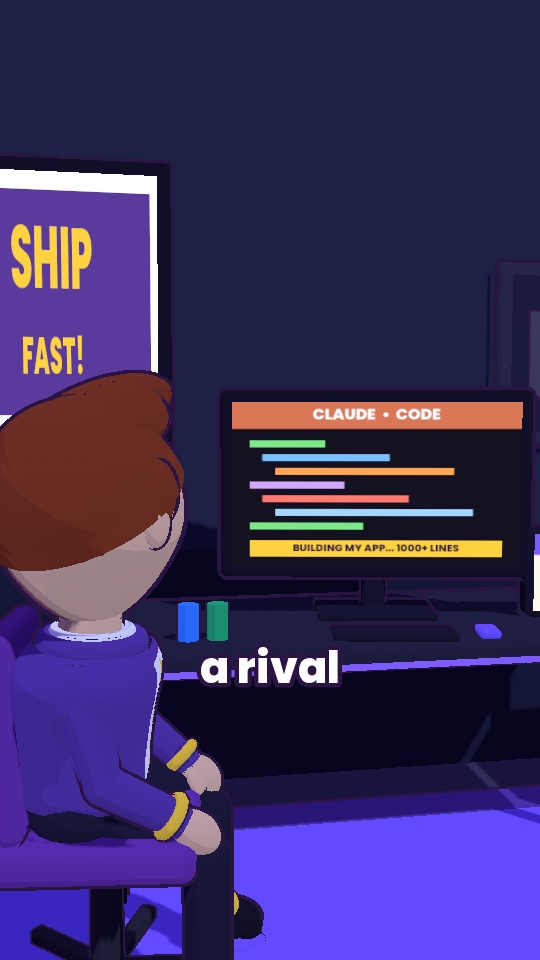 SHIP
FAST!
CLAUDE • CODE
BUILDING MY APP... 1000+ LINES
a rival